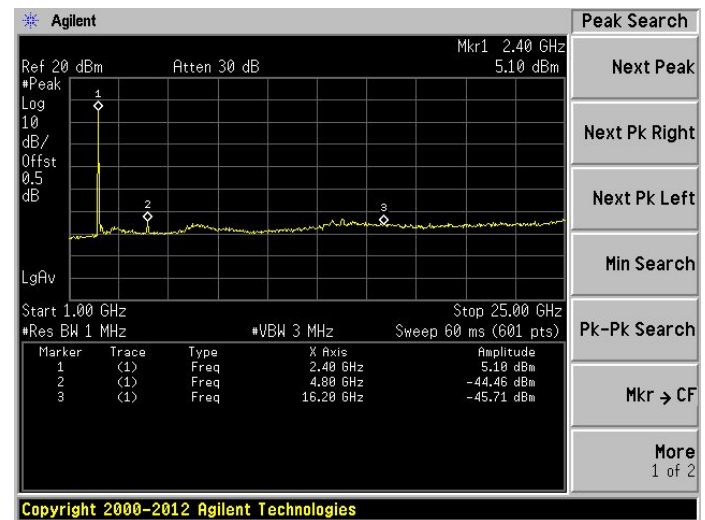 Agilent
Peak Search
Mkr1 2.40 GHz
Ref 20 dBm Atten 30 dB 5.10 dBm
#Peak
Log
10
dB/
Offst
0.5
dB
1
2
3
LgAv
Start 1.00 GHz Stop 25.00 GHz
#Res BW 1 MHz #VBW 3 MHz Sweep 60 ms (601 pts)
Marker Trace Type X Axis Amplitude
1 (1) Freq 2.40 GHz 5.10 dBm
2 (1) Freq 4.80 GHz -44.46 dBm
3 (1) Freq 16.20 GHz -45.71 dBm
Next Peak
Next Pk Right
Next Pk Left
Min Search
Pk-Pk Search
Mkr → CF
More
1 of 2
Copyright 2000-2012 Agilent Technologies